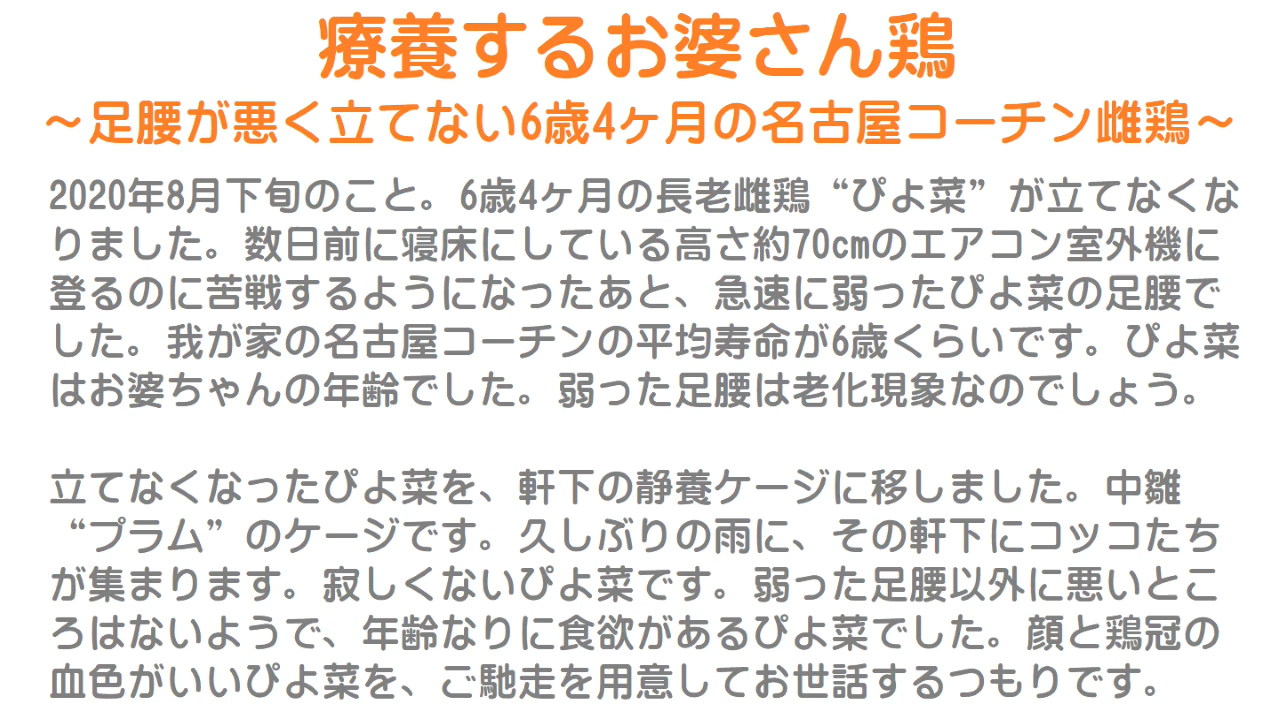 療養するお婆さん鶏
～足腰が悪く立てない6歳4ヶ月の名古屋コーチン雌鶏～
2020年8月下旬のこと。6歳4ヶ月の長老雌鶏“ぴよ菜”が立てなくな
りました。数日前に寝床にしている高さ約70cmのエアコン室外機に
登るのに苦戦するようになったあと、急速に弱ったぴよ菜の足腰で
した。我が家の名古屋コーチンの平均寿命が6歳くらいです。ぴよ菜
はお婆ちゃんの年齢でした。弱った足腰は老化現象なのでしょう。
立てなくなったぴよ菜を、軒下の静養ケージに移しました。中雛
“プラム”のケージです。久しぶりの雨に、その軒下にコッコたち
が集まります。寂しくないぴよ菜です。弱った足腰以外に悪いとこ
ろはないようで、年齢なりに食欲があるぴよ菜でした。顔と鶏冠の
血色がいいぴよ菜を、ご馳走を用意してお世話するつもりです。